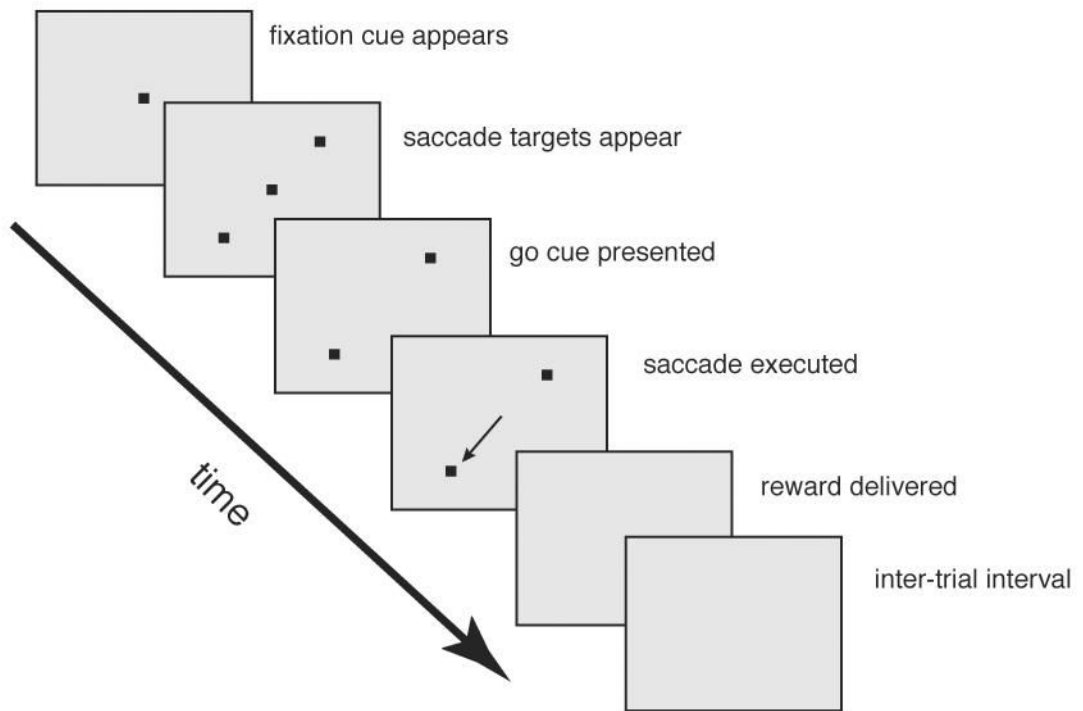 fixation cue appears
saccade targets appear
go cue presented
saccade executed
time
reward delivered
inter-trial interval